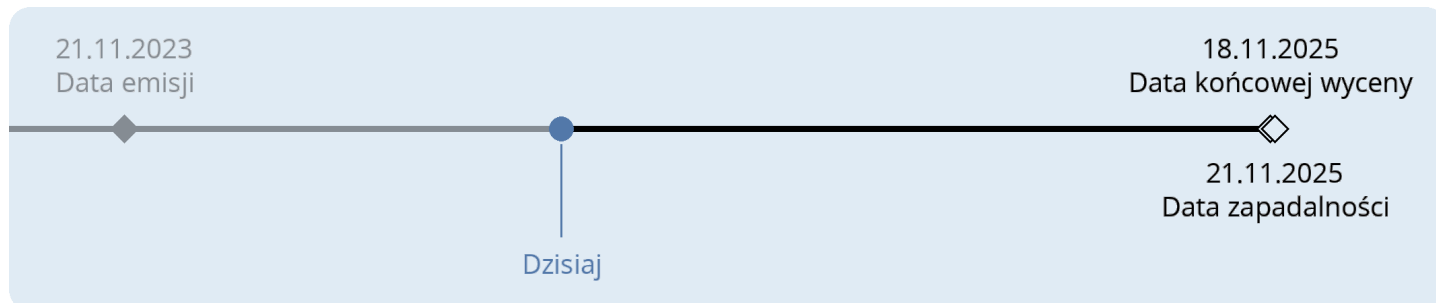 21.11.2023
Data emisji
18.11.2025
Data końcowej wyceny
21.11.2025
Data zapadalności
Dzisiaj